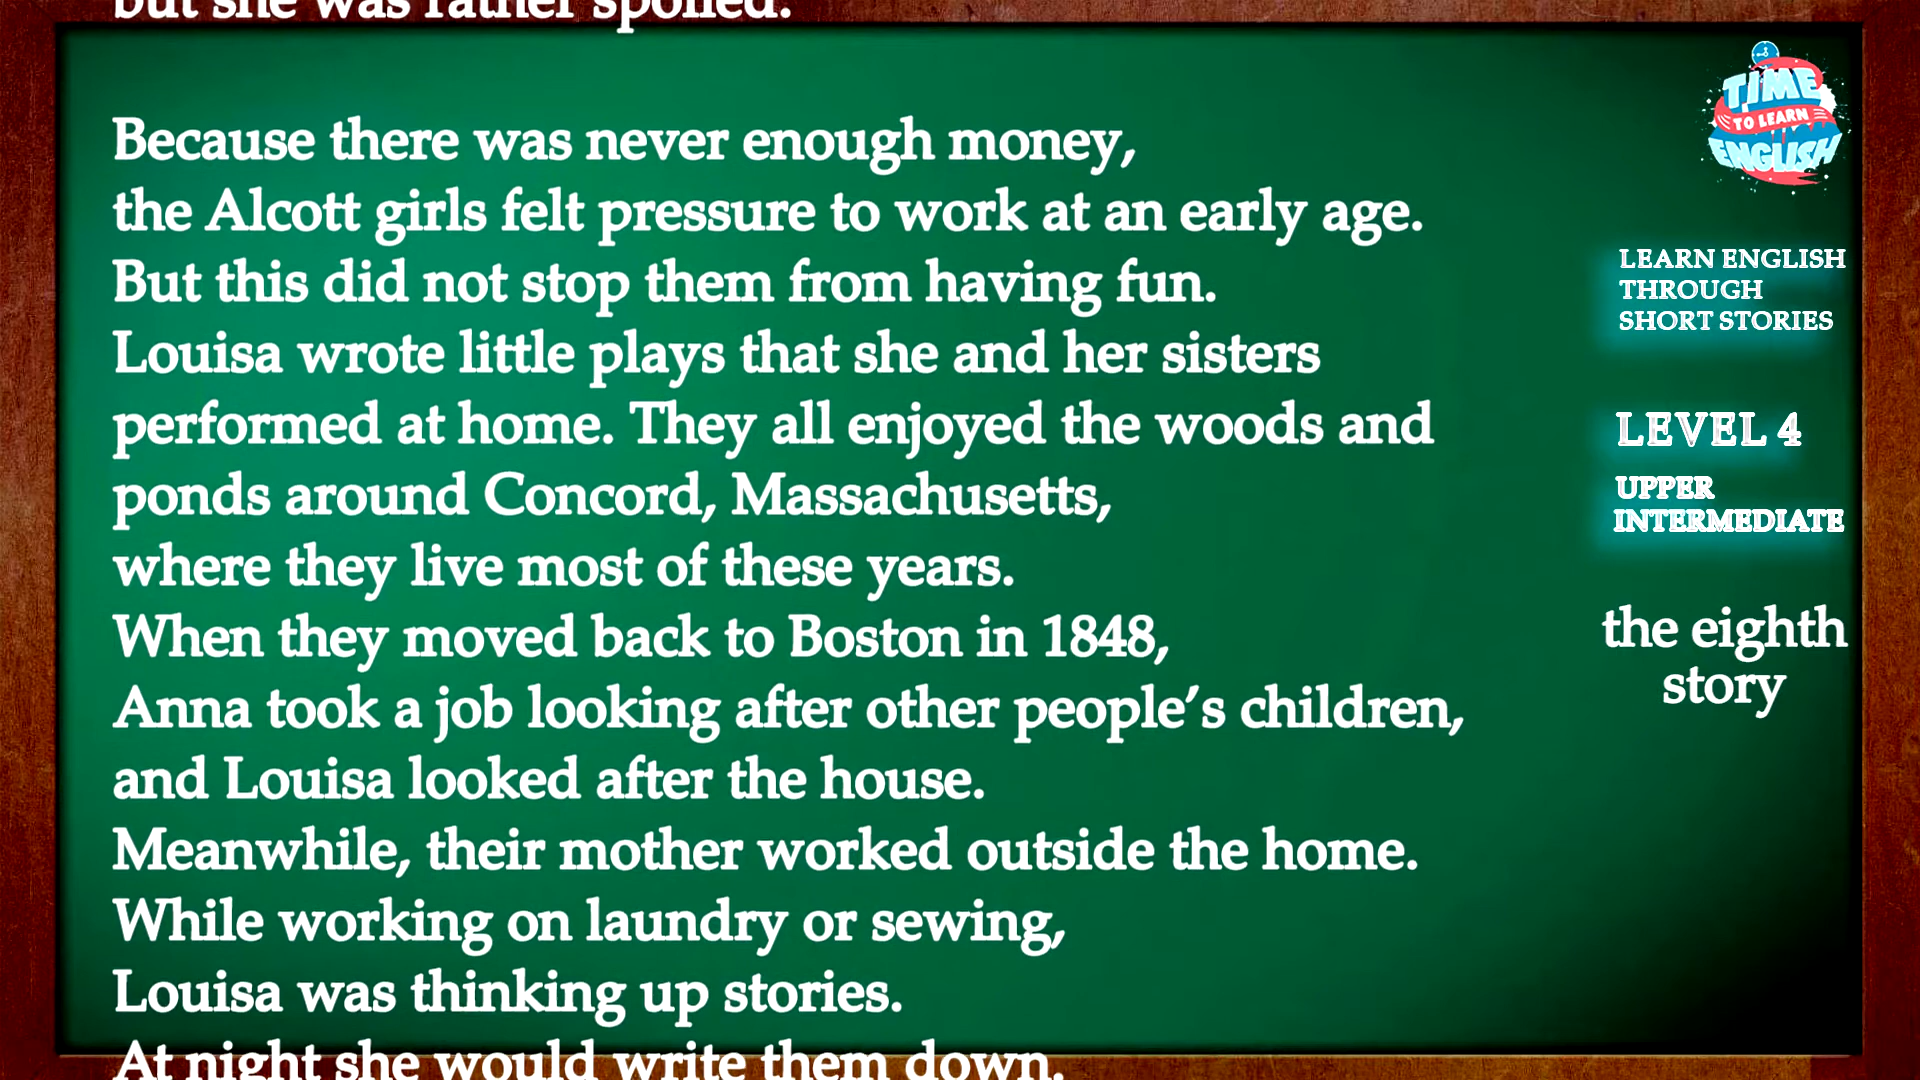 but she was rather spoiled.
Because there was never enough money,
the Alcott girls felt pressure to work at an early age.
But this did not stop them from having fun.
Louisa wrote little plays that she and her sisters
performed at home. They all enjoyed the woods and
ponds around Concord, Massachusetts,
where they live most of these years.
When they moved back to Boston in 1848,
Anna took a job looking after other people’s children,
and Louisa looked after the house.
Meanwhile, their mother worked outside the home.
While working on laundry or sewing,
Louisa was thinking up stories.
At night she would write them down.
TIME
TO LEARN
ENGLISH
LEARN ENGLISH
THROUGH
SHORT STORIES
LEVEL 4
UPPER
INTERMEDIATE
the eighth
story